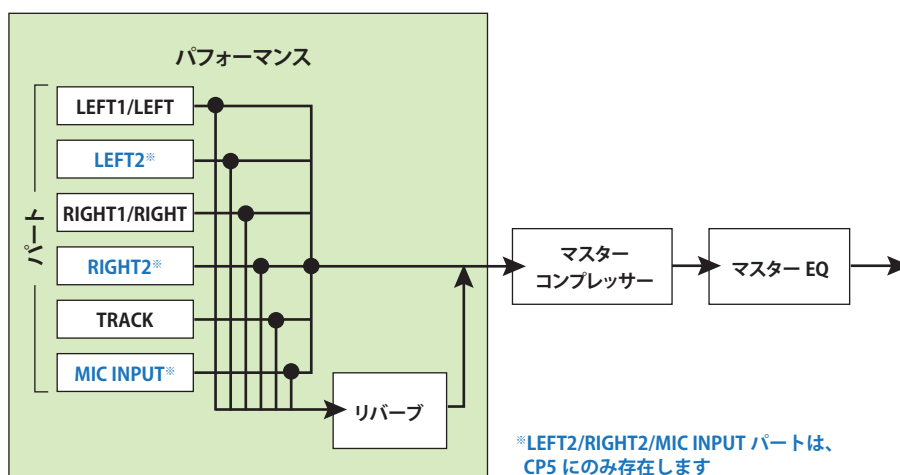 パフォーマンス
パート
LEFT1/LEFT
LEFT2※
RIGHT1/RIGHT
RIGHT2※
TRACK
MIC INPUT※
リバーブ
マスター
コンプレッサー
マスター EQ
※LEFT2/RIGHT2/MIC INPUT パートは、
CP5 にのみ存在します